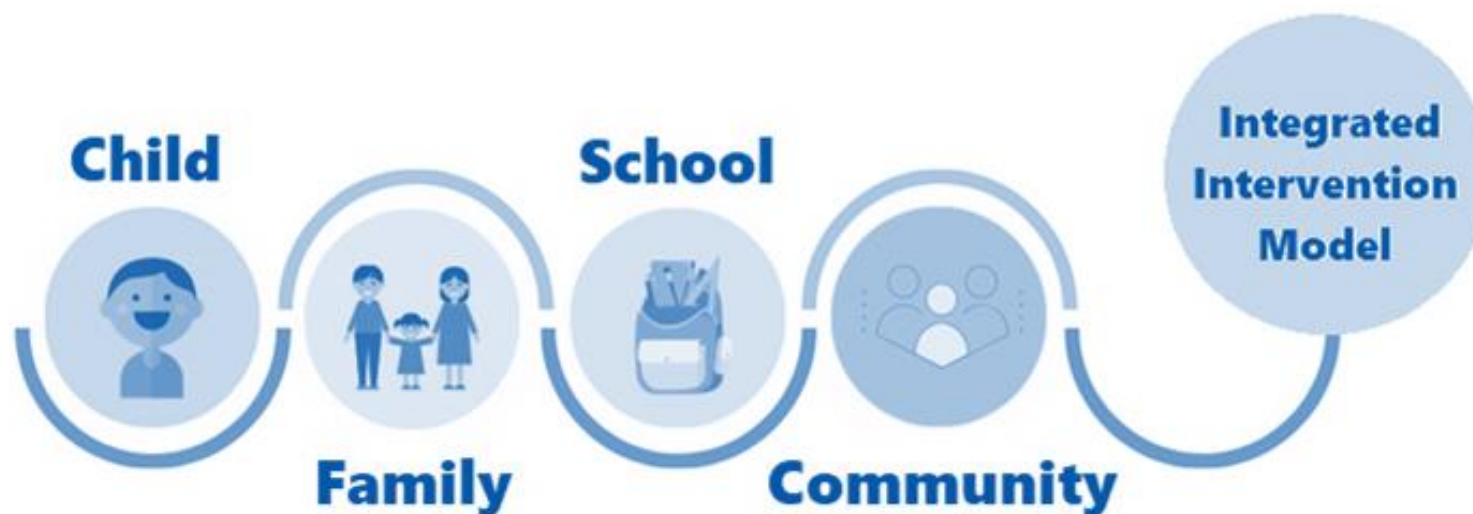 Child
Family
School
Community
Integrated
Intervention
Model